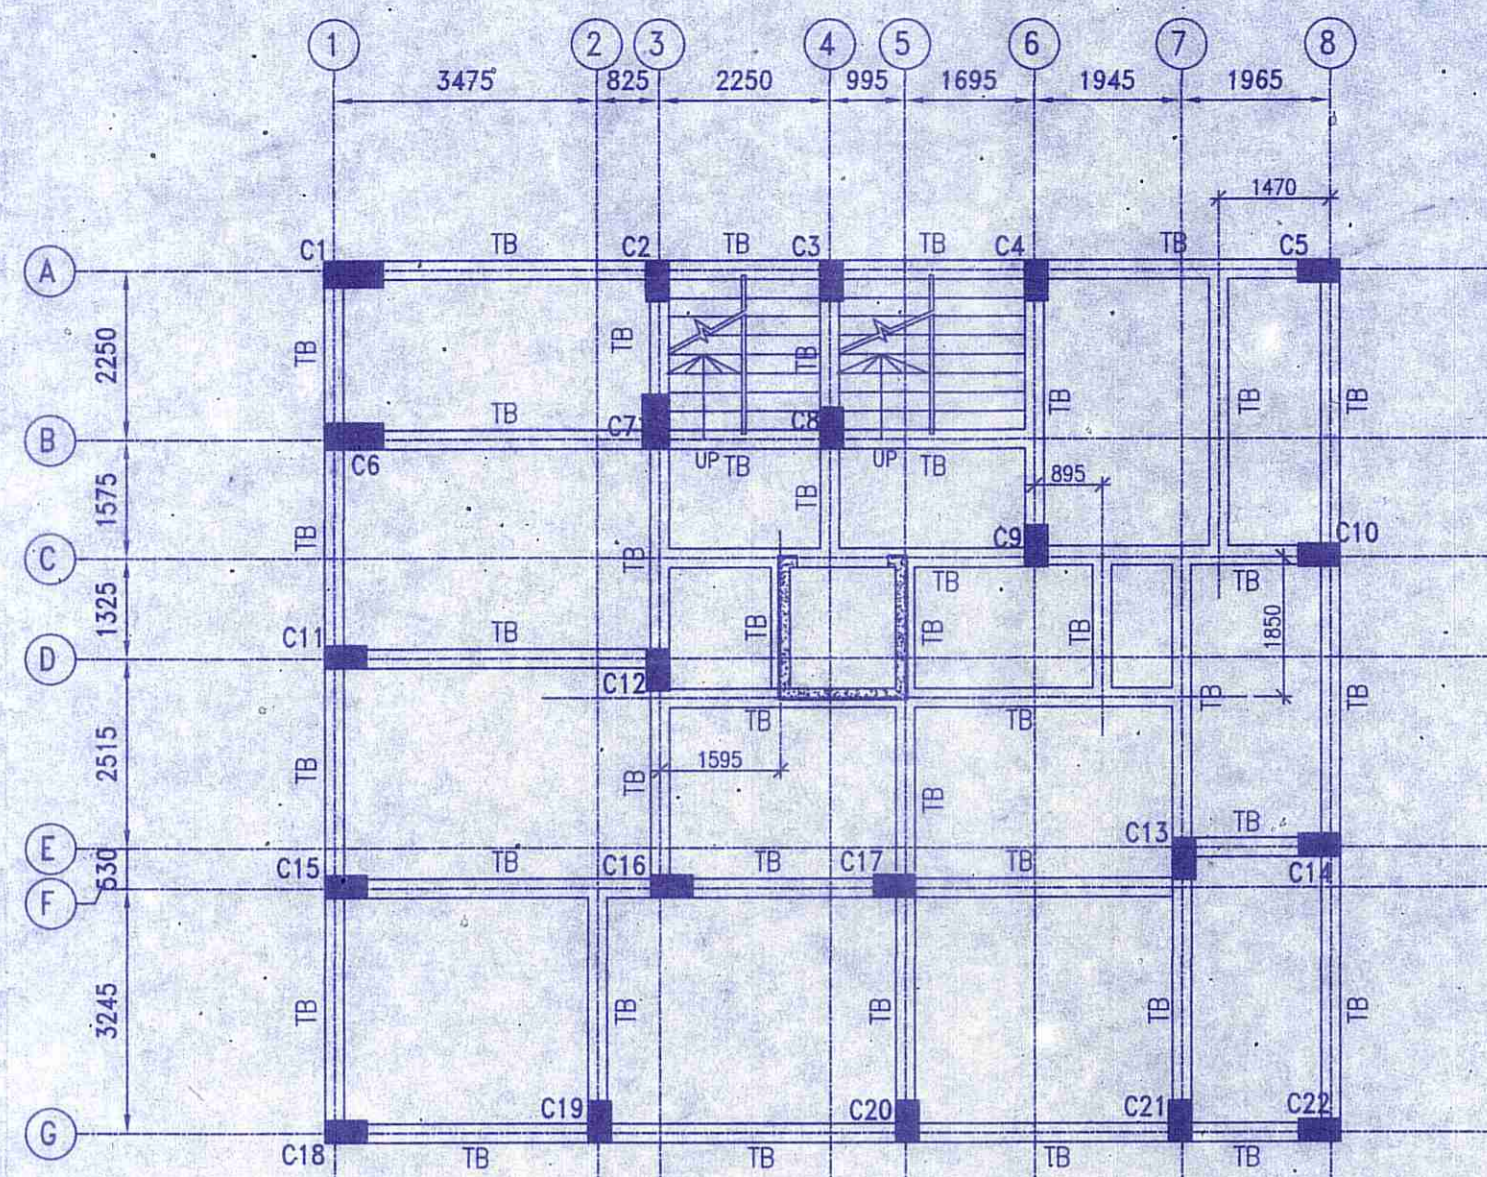 1 2 3 4 5 6 7 8
3475 825 2250 995 1695 1945 1965
1470
C1 TB C2 TB C3 TB C4 TB C5
A
2250
TB TB TB TB TB TB
TB C7 C8
B
C6 UP TB UP TB
895
1575 TB TB
TB TB C9 C10
C
TB TB
1325 TB TB TB 1850
C11 TB
D
C12
TB TB TB TB
2515 1595
TB TB TB
TB
C13
E
630 C15 TB C16 TB C17 TB C14
F
3245 TB TB TB TB TB
C19 C20 C21 C22
G
C18 TB TB TB TB